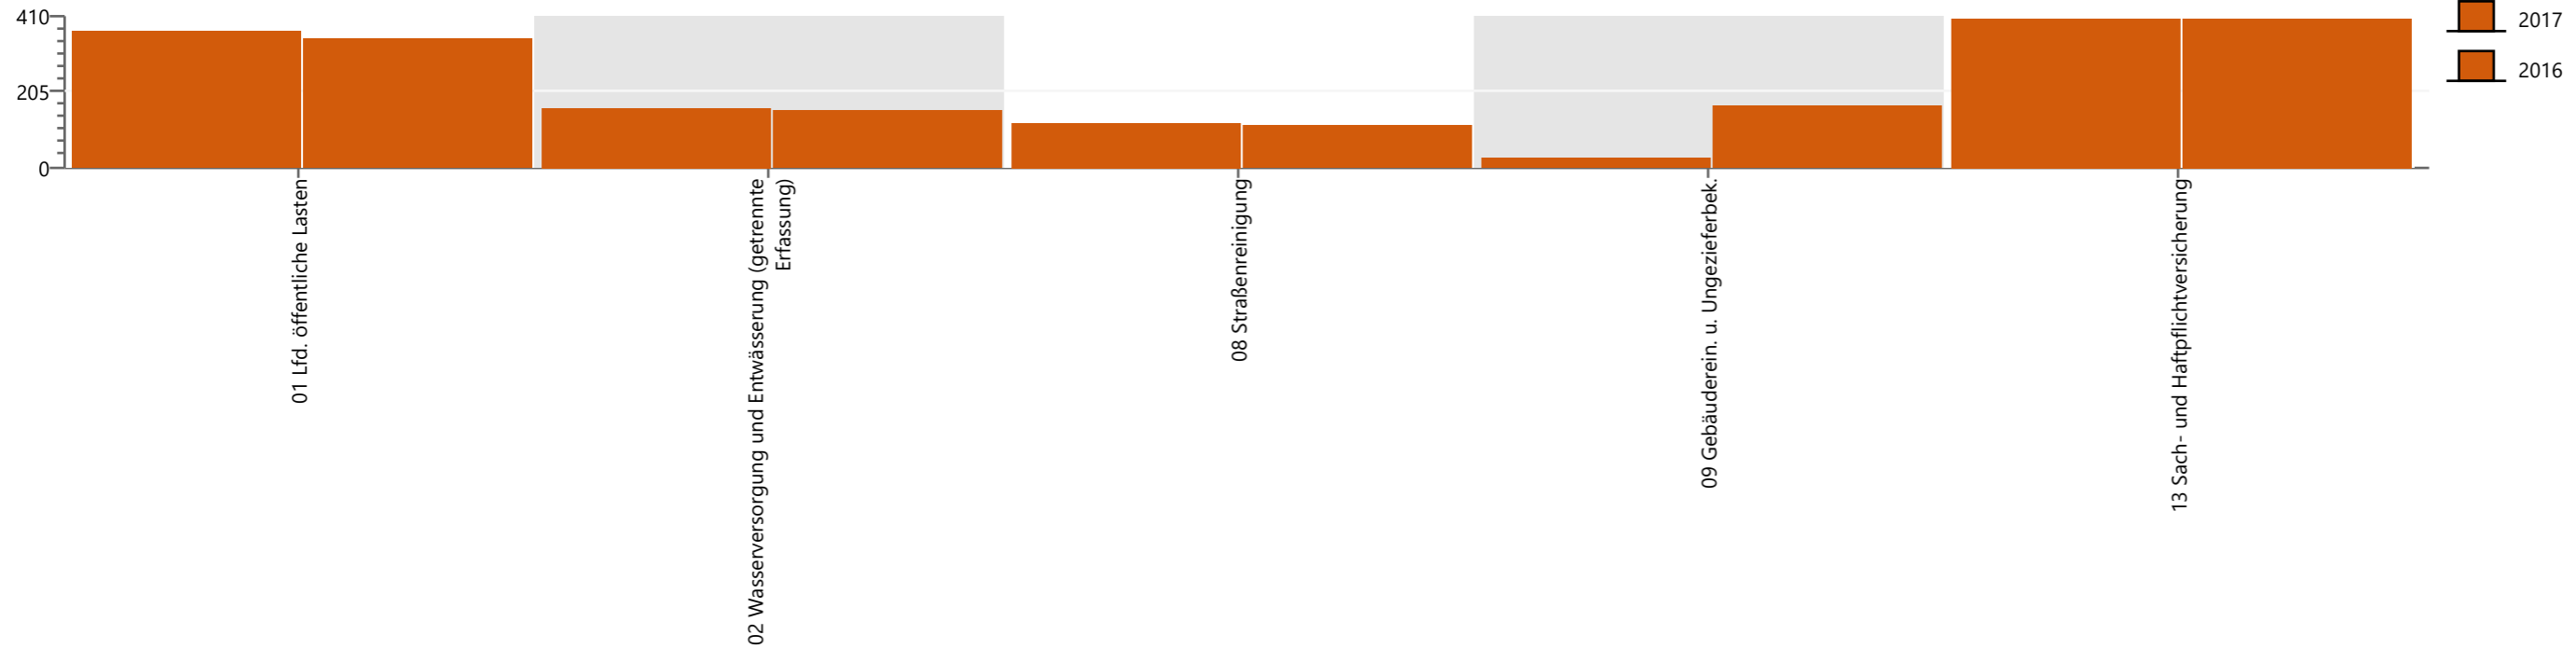 410
205
0
01 Lfd. öffentliche Lasten
02 Wasserversorgung und Entwässerung (getrennte
Erfassung)
08 Straßenreinigung
09 Gebäuderein. u. Ungezieferbek.
13 Sach- und Haftpflichtversicherung
2017
2016